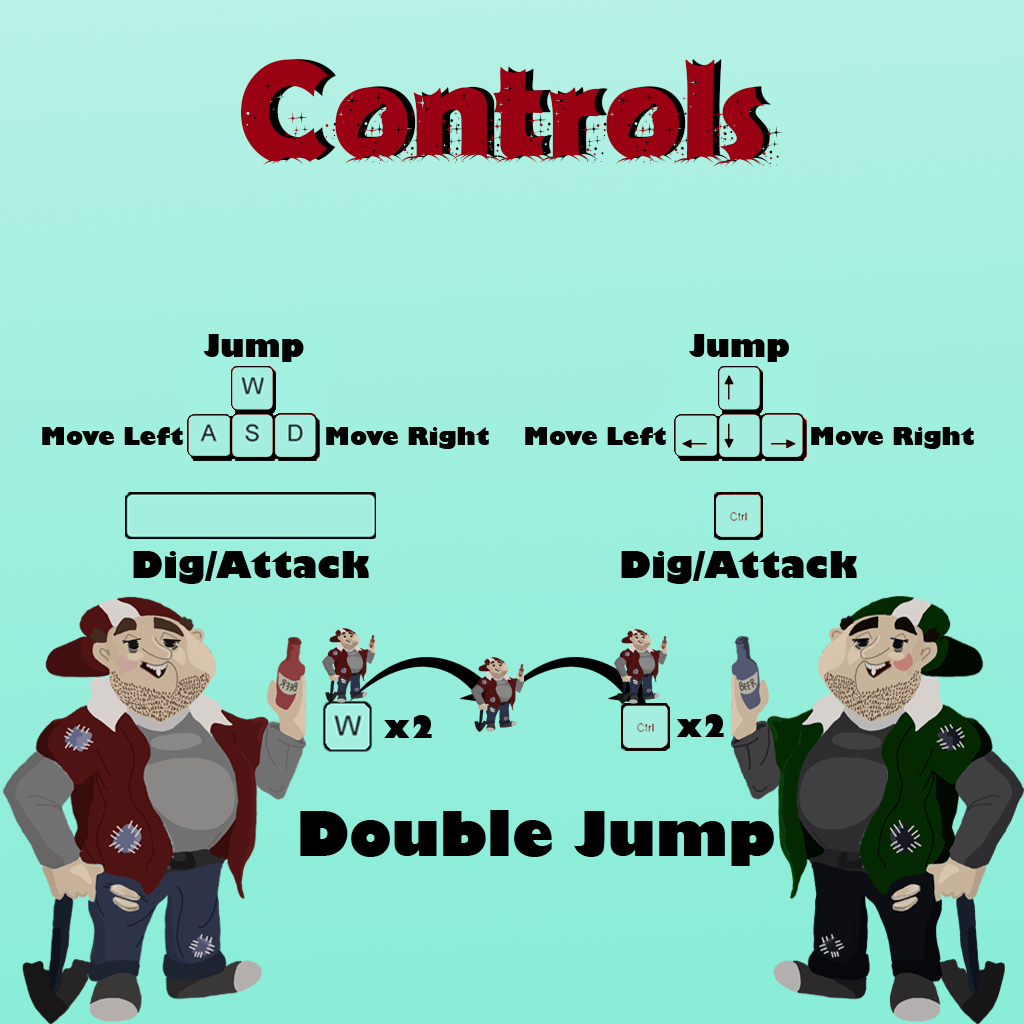 Controls
Jump
W
Move Left A S D Move Right
Dig/Attack
Jump
↑
Move Left ← ↓ → Move Right
Ctrl
Dig/Attack
BEER
W x2
Ctrl x2
BEER
Double Jump